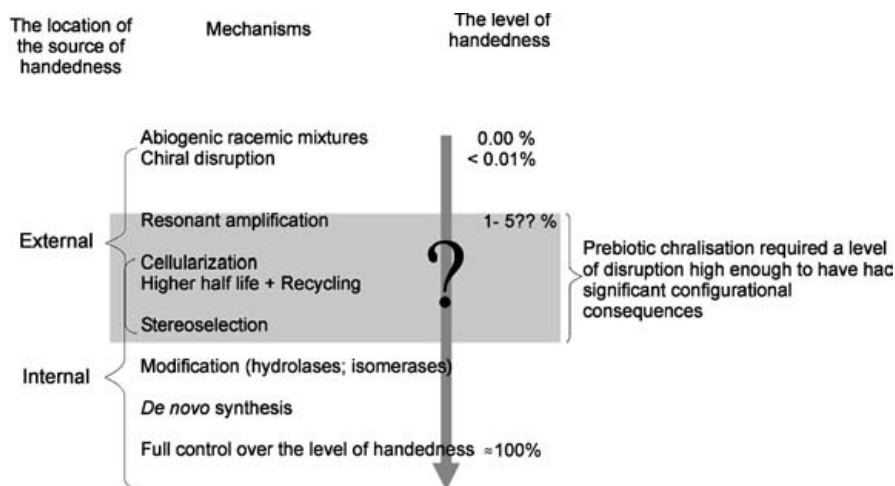 The location of
the source of
handedness
Mechanisms
The level of
handedness
Abiogenic racemic mixtures 0.00 %
Chiral disruption < 0.01%
Resonant amplification 1- 5?? %
External
Cellularization
Higher half life + Recycling
Stereoselection
?
Prebiotic chralisation required a level
of disruption high enough to have hac
significant configurational
consequences
Internal
Modification (hydrolases; isomerases)
De novo synthesis
Full control over the level of handedness ≈100%